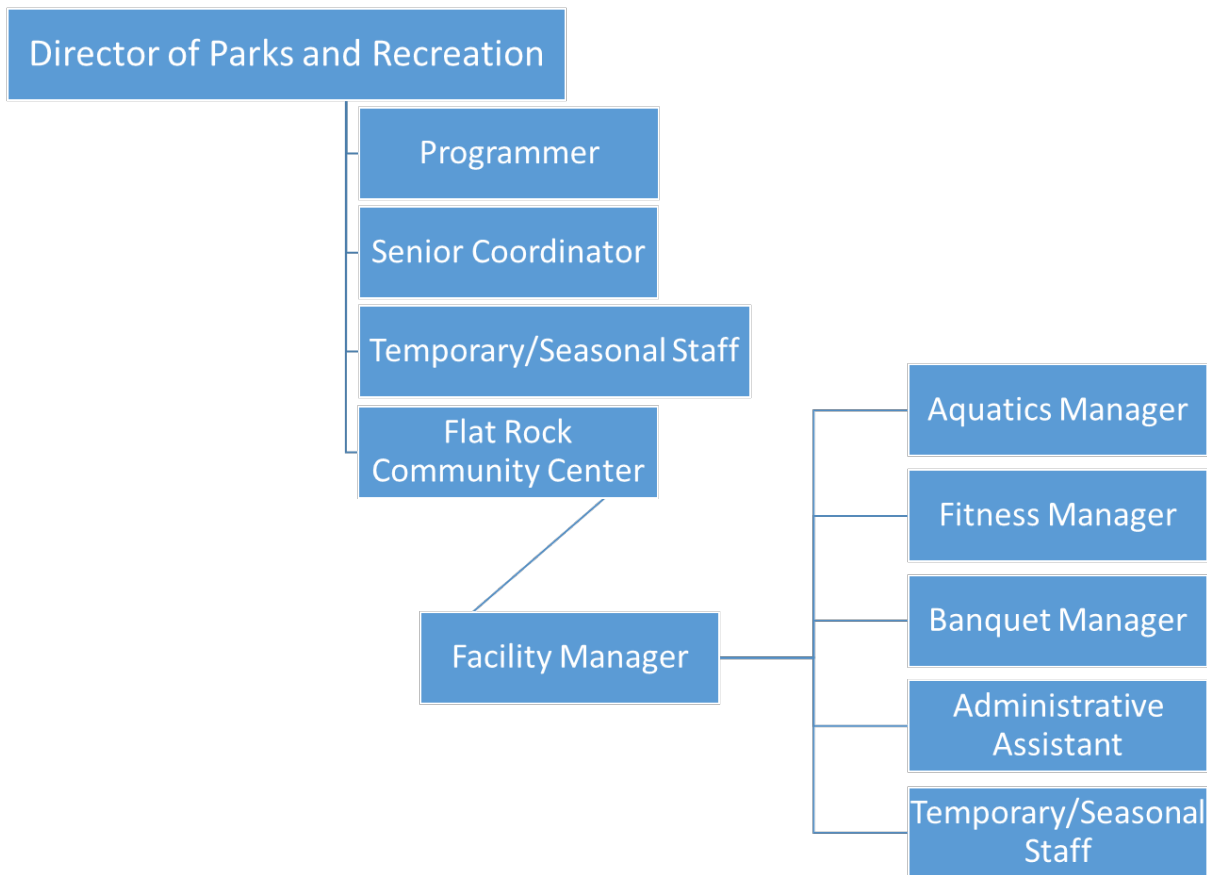 Director of Parks and Recreation
Programmer
Senior Coordinator
Temporary/Seasonal Staff
Flat Rock
Community Center
Facility Manager
Aquatics Manager
Fitness Manager
Banquet Manager
Administrative
Assistant
Temporary/Seasonal
Staff